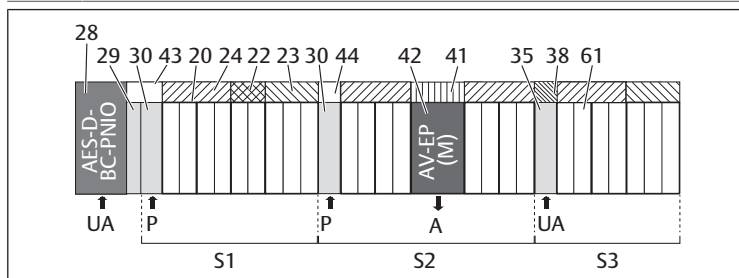 28
29 30 43 20 24 22 23 30 44 42 41 35 38 61
AES-D-
BC-PNIO
AV-EP
(M)
UA P P A UA
S1 S2 S3